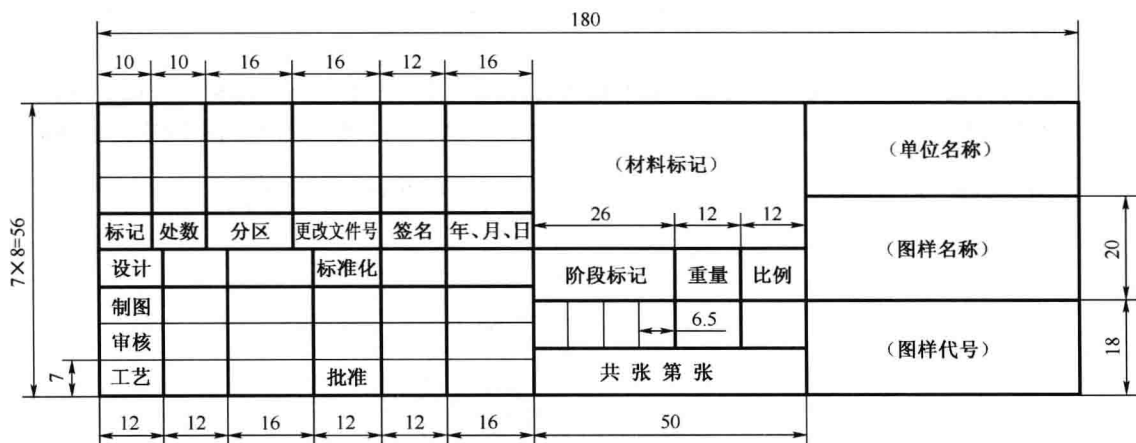 180
10 10 16 16 12 16
(单位名称)
(材料标记)
26 12 12
标记 处数 分区 更改文件号 签名 年、月、日
7×8=56
(图样名称)
20
设计 标准化
阶段标记 重量 比例
制图
6.5
审核
(图样代号)
18
7
工艺 批准
共 张 第 张
12 12 16 12 12 16 50